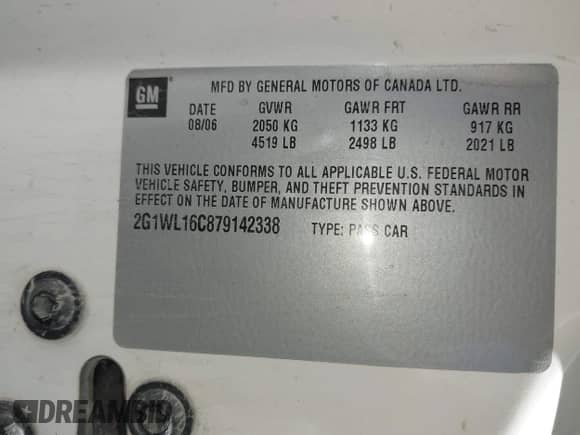 GM
MFD BY GENERAL MOTORS OF CANADA LTD.
DATE GVWR GAWR FRT GAWR RR
08/06 2050 KG 1133 KG 917 KG
4519 LB 2498 LB 2021 LB
THIS VEHICLE CONFORMS TO ALL APPLICABLE U.S. FEDERAL MOTOR
VEHICLE SAFETY, BUMPER, AND THEFT PREVENTION STANDARDS IN
EFFECT ON THE DATE OF MANUFACTURE SHOWN ABOVE.
2G1WL16C879142338 TYPE: PASS CAR
DREAMBID